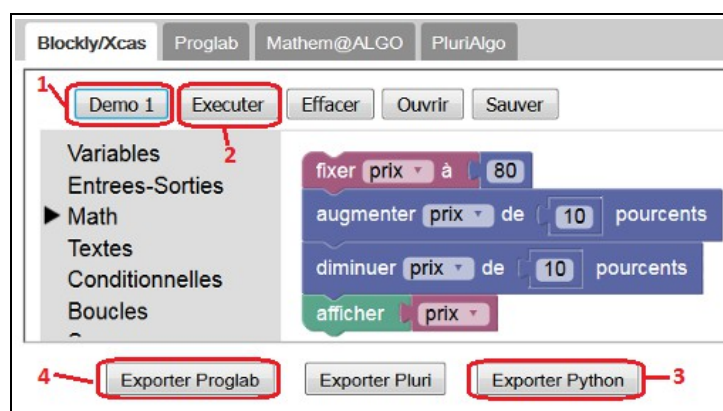 Blockly/Xcas Proglab Mathem@ALGO PluriAlgo
1
Demo 1 Executer Effacer Ouvrir Sauver
2
Variables
Entrees-Sorties
Math
Textes
Conditionnelles
Boucles
fixer prix à 80
augmenter prix de 10 pourcents
diminuer prix de 10 pourcents
afficher prix
4 Exporter Proglab Exporter Pluri Exporter Python 3